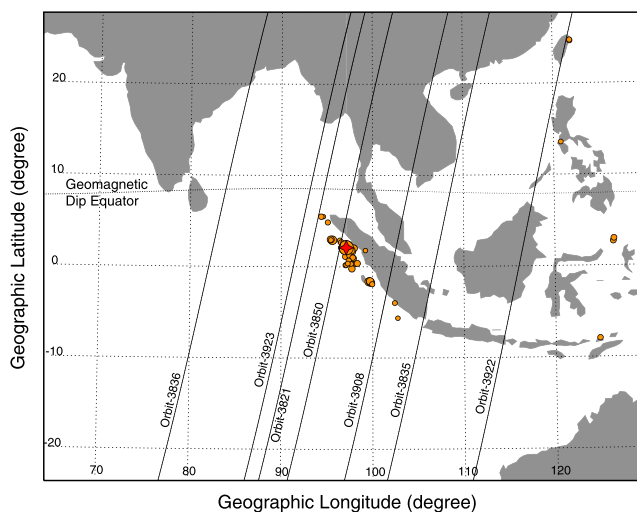 20
10
0
-10
-20
Geomagnetic
Dip Equator
Orbit-3836
Orbit-3923
Orbit-3821
Orbit-3850
Orbit-3908
Orbit-3835
Orbit-3922
70
80
90
100
110
120
Geographic Latitude (degree)
Geographic Longitude (degree)